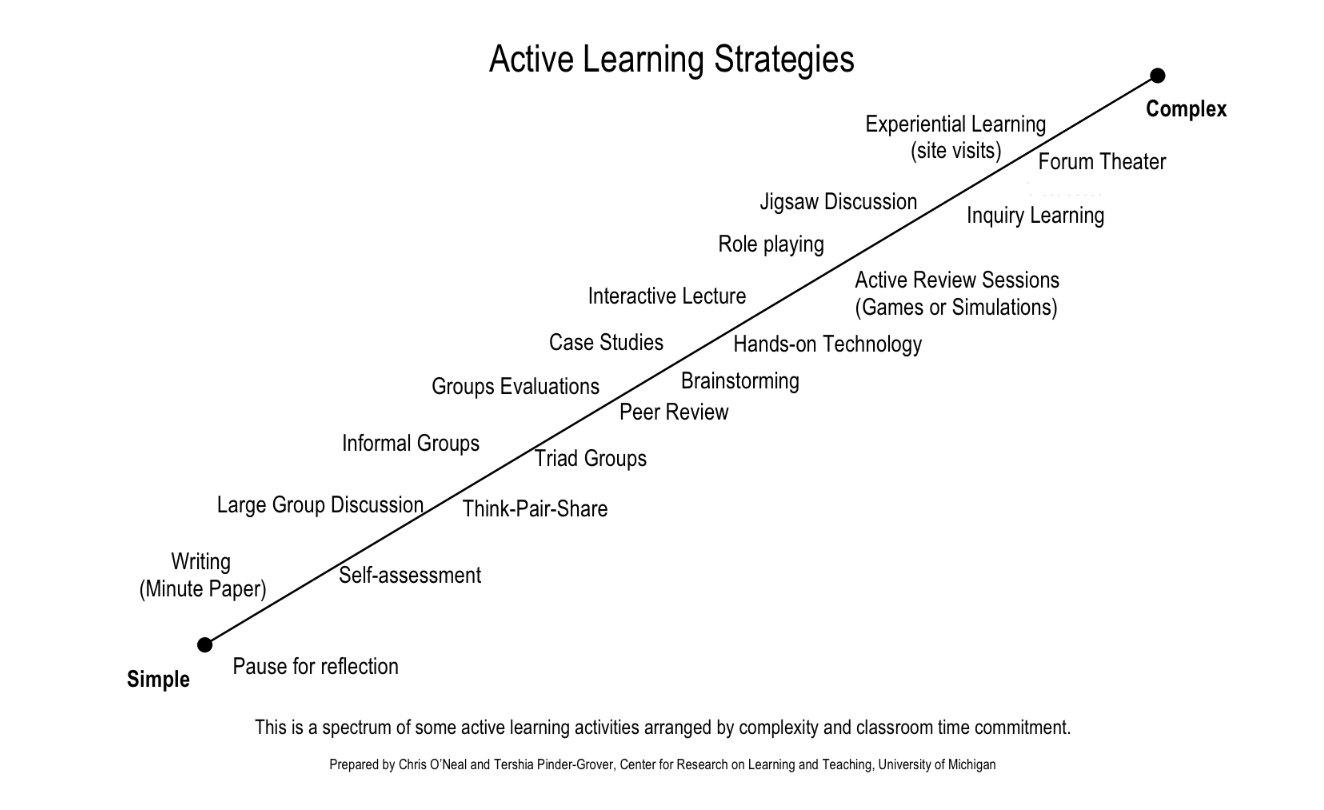 Active Learning Strategies
Complex
Experiential Learning
(site visits)
Forum Theater
Jigsaw Discussion
Inquiry Learning
Role playing
Active Review Sessions
(Games or Simulations)
Interactive Lecture
Case Studies
Hands-on Technology
Groups Evaluations
Brainstorming
Peer Review
Informal Groups
Triad Groups
Large Group Discussion
Think-Pair-Share
Writing
(Minute Paper)
Self-assessment
Simple
Pause for reflection
This is a spectrum of some active learning activities arranged by complexity and classroom time commitment.
Prepared by Chris O'Neal and Tershia Pinder-Grover, Center for Research on Learning and Teaching, University of Michigan